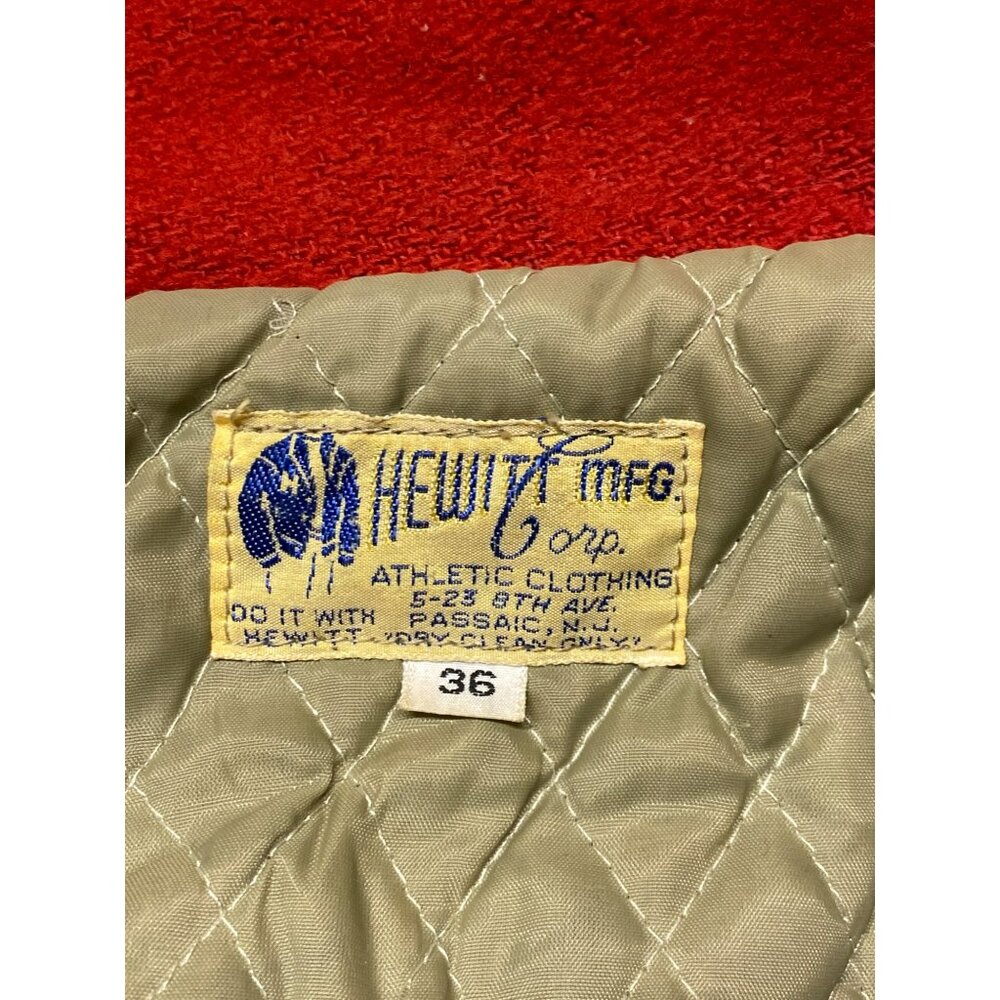 HEWITT MFG.
Corp.
ATHLETIC CLOTHING
5-23 8TH AVE.
DO IT WITH PASSAIC, N.J.
HEWITT "DRY CLEAN ONLY"
36